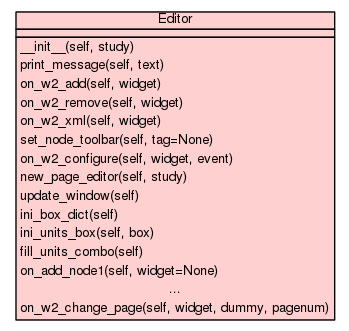 Editor
__init__(self, study)
print_message(self, text)
on_w2_add(self, widget)
on_w2_remove(self, widget)
on_w2_xml(self, widget)
set_node_toolbar(self, tag=None)
on_w2_configure(self, widget, event)
new_page_editor(self, study)
update_window(self)
ini_box_dict(self)
ini_units_box(self, box)
fill_units_combo(self)
on_add_node1(self, widget=None)
...
on_w2_change_page(self, widget, dummy, pagenum)